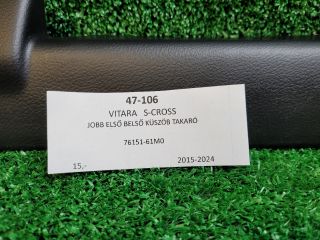 47-106
VITARA S-CROSS
JOBB ELSŐ BELSŐ KÜSZÖB TAKARÓ
76151-61M0
15,- 2015-2024